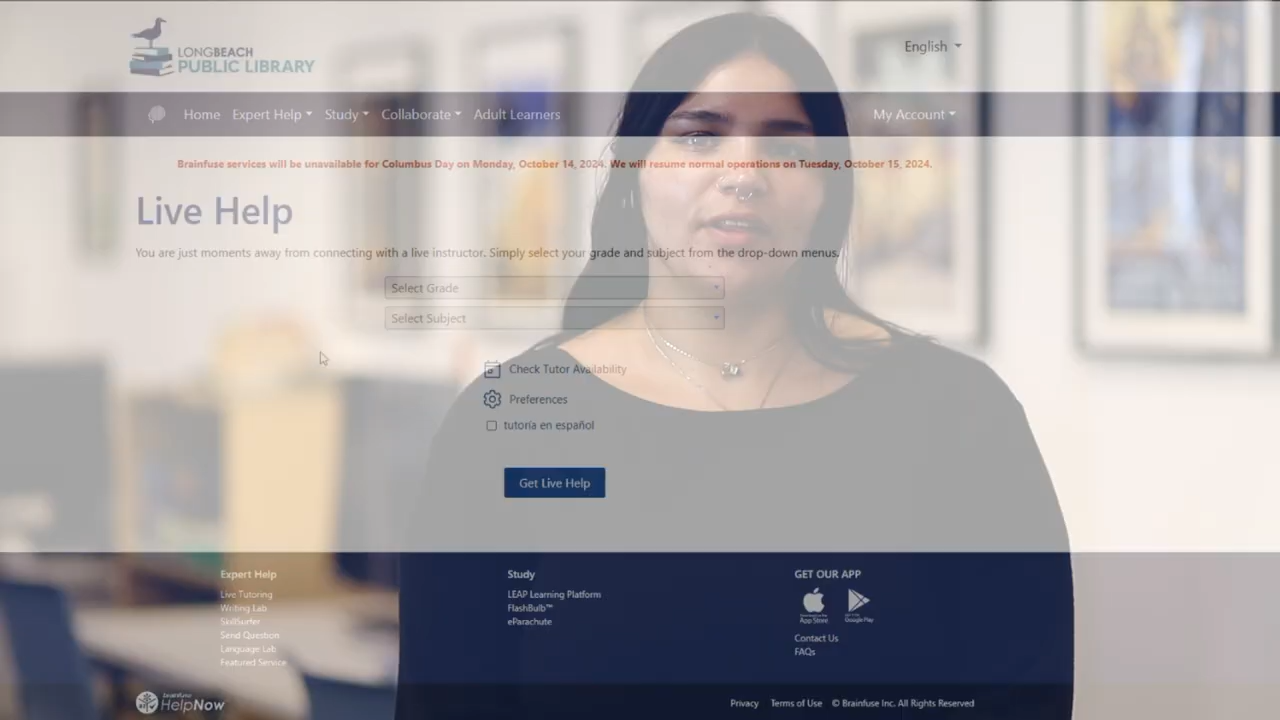 LONGBEACH
PUBLIC LIBRARY
English
Home Expert Help Study Collaborate Adult Learners My Account
Brainfuse services will be unavailable for Columbus Day on Monday, October 14, 2024. We will resume normal operations on Tuesday, October 15, 2024.
Live Help
You are just moments away from connecting with a live instructor. Simply select your grade and subject from the drop-down menus.
Select Grade
Select Subject
Check Tutor Availability
Preferences
tutoría en español
Get Live Help
Expert Help
Live Tutoring
Writing Lab
SkillSurfer
Send Question
Language Lab
Featured Service
Study
LEAP Learning Platform
FlashBulb™
eParachute
GET OUR APP
App Store
Google Play
Contact Us
FAQs
brainfuse
HelpNow
Privacy Terms of Use © Brainfuse Inc. All Rights Reserved